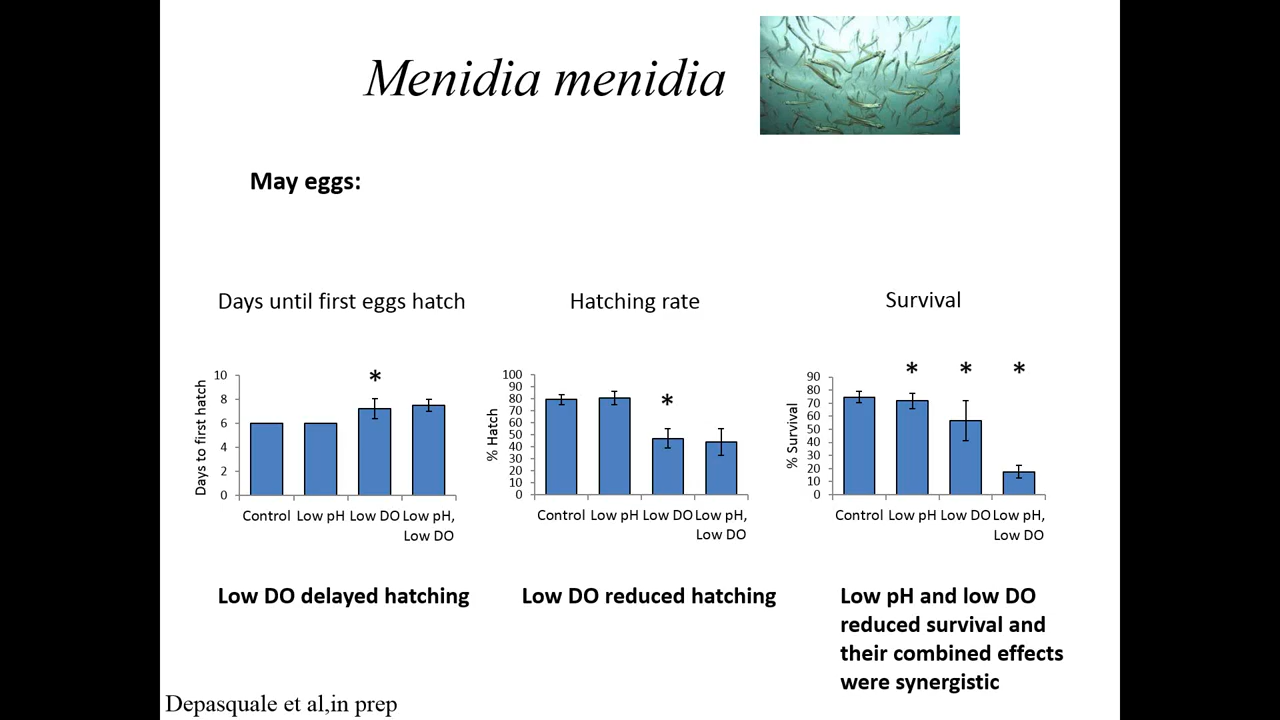 Menidia menidia
May eggs:
Days until first eggs hatch
Hatching rate
Survival
Days to first hatch
10
8
6
4
2
0
*
Control Low pH Low DO Low pH,
Low DO
% Hatch
100
90
80
70
60
50
40
30
20
10
0
*
Control Low pH Low DO Low pH,
Low DO
% Survival
90
80
70
60
50
40
30
20
10
0
* * *
Control Low pH Low DO Low pH,
Low DO
Low DO delayed hatching
Low DO reduced hatching
Low pH and low DO
reduced survival and
their combined effects
were synergistic
Depasquale et al,in prep